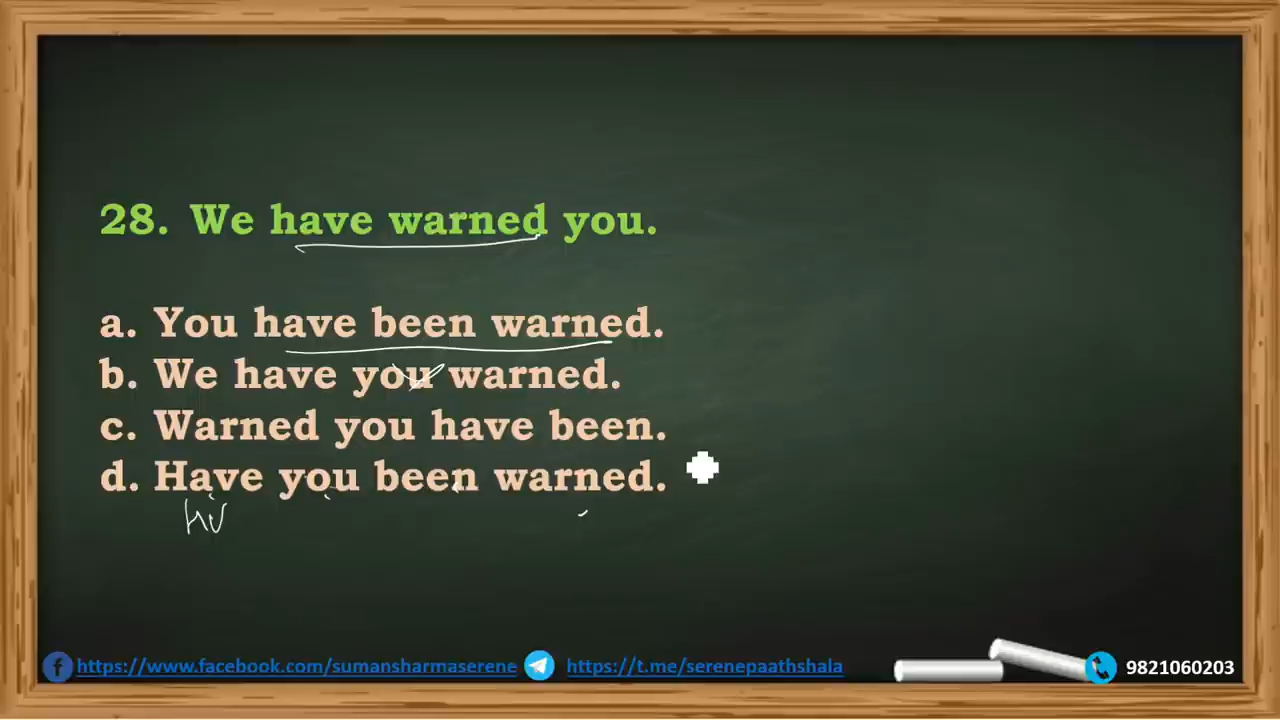 28. We have warned you.
a. You have been warned.
b. We have you warned.
c. Warned you have been.
d. Have you been warned.
hv
https://www.facebook.com/sumansharmaserene https://t.me/serenepaathshala 9821060203